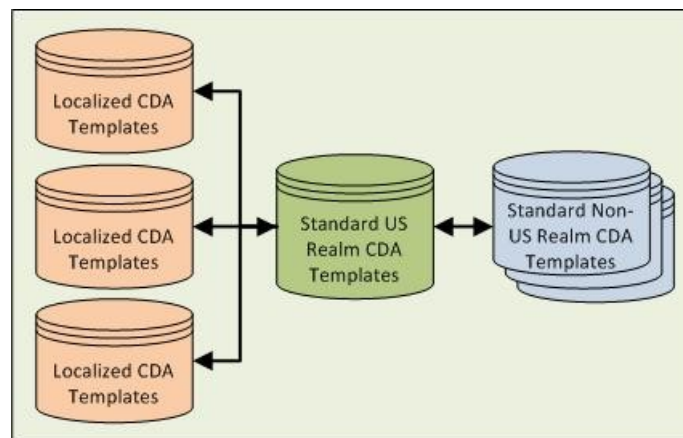 Localized CDA
Templates
Localized CDA
Templates
Localized CDA
Templates
Standard US
Realm CDA
Templates
Standard Non-
US Realm CDA
Templates